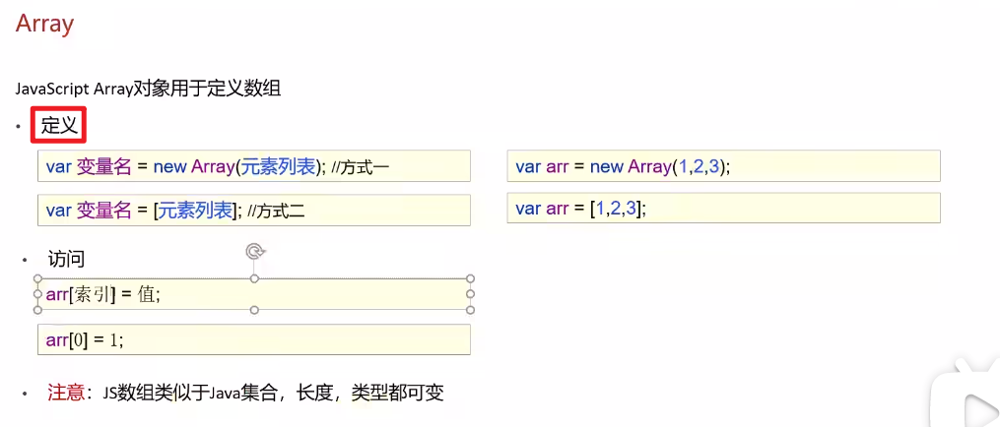 Array
JavaScript Array对象用于定义数组
• 定义
var 变量名 = new Array(元素列表); //方式一
var arr = new Array(1,2,3);
var 变量名 = [元素列表]; //方式二
var arr = [1,2,3];
• 访问
arr[索引] = 值;
arr[0] = 1;
• 注意：JS数组类似于Java集合，长度，类型都可变